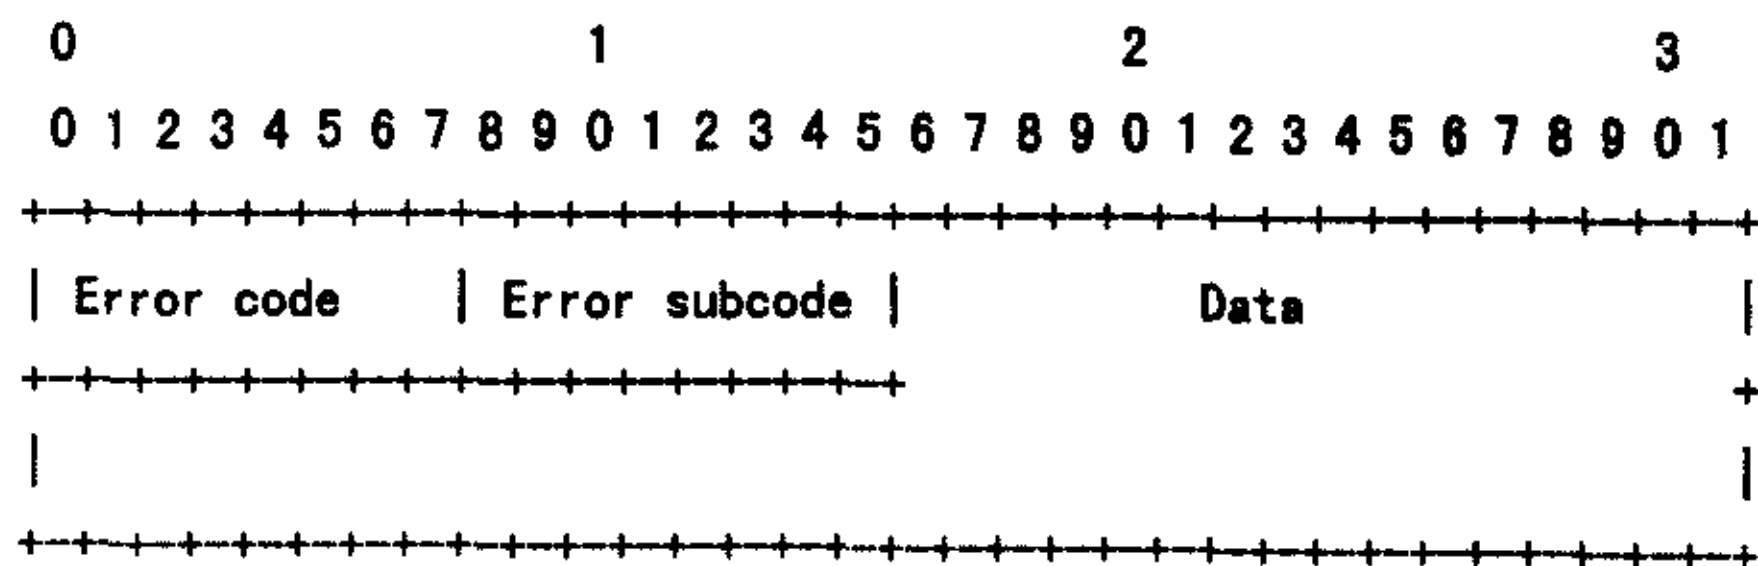 0 1 2 3
0 1 2 3 4 5 6 7 8 9 0 1 2 3 4 5 6 7 8 9 0 1 2 3 4 5 6 7 8 9 0 1
+-+-+-+-+-+-+-+-+-+-+-+-+-+-+-+-+-+-+-+-+-+-+-+-+-+-+-+-+-+-+-+-+
| Error code | Error subcode | Data |
+-+-+-+-+-+-+-+-+-+-+-+-+-+-+-+-+ +
| |
+-+-+-+-+-+-+-+-+-+-+-+-+-+-+-+-+-+-+-+-+-+-+-+-+-+-+-+-+-+-+-+-+